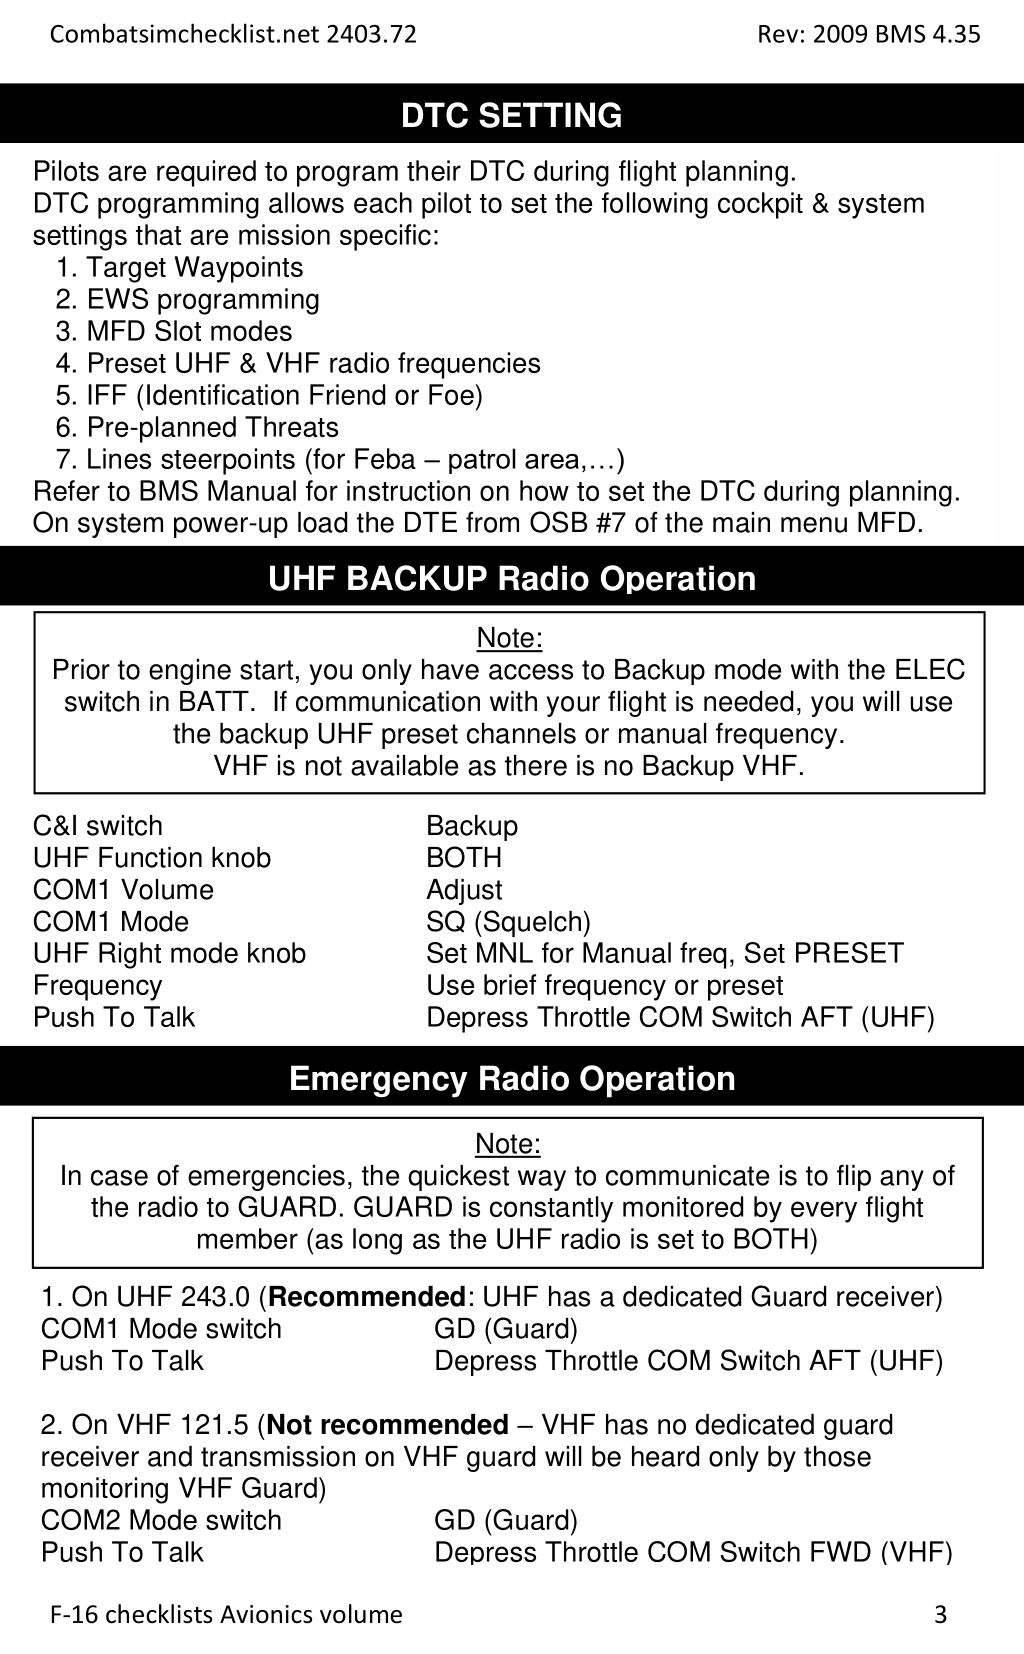 Combatsimchecklist.net 2403.72 Rev: 2009 BMS 4.35
DTC SETTING
Pilots are required to program their DTC during flight planning.
DTC programming allows each pilot to set the following cockpit & system
settings that are mission specific:
1. Target Waypoints
2. EWS programming
3. MFD Slot modes
4. Preset UHF & VHF radio frequencies
5. IFF (Identification Friend or Foe)
6. Pre-planned Threats
7. Lines steerpoints (for Feba – patrol area,…)
Refer to BMS Manual for instruction on how to set the DTC during planning.
On system power-up load the DTE from OSB #7 of the main menu MFD.
UHF BACKUP Radio Operation
Note:
Prior to engine start, you only have access to Backup mode with the ELEC
switch in BATT.  If communication with your flight is needed, you will use
the backup UHF preset channels or manual frequency.
VHF is not available as there is no Backup VHF.
C&I switch Backup
UHF Function knob BOTH
COM1 Volume Adjust
COM1 Mode SQ (Squelch)
UHF Right mode knob Set MNL for Manual freq, Set PRESET
Frequency Use brief frequency or preset
Push To Talk Depress Throttle COM Switch AFT (UHF)
Emergency Radio Operation
Note:
In case of emergencies, the quickest way to communicate is to flip any of
the radio to GUARD. GUARD is constantly monitored by every flight
member (as long as the UHF radio is set to BOTH)
1. On UHF 243.0 (Recommended: UHF has a dedicated Guard receiver)
COM1 Mode switch GD (Guard)
Push To Talk Depress Throttle COM Switch AFT (UHF)
2. On VHF 121.5 (Not recommended – VHF has no dedicated guard
receiver and transmission on VHF guard will be heard only by those
monitoring VHF Guard)
COM2 Mode switch GD (Guard)
Push To Talk Depress Throttle COM Switch FWD (VHF)
F-16 checklists Avionics volume 3